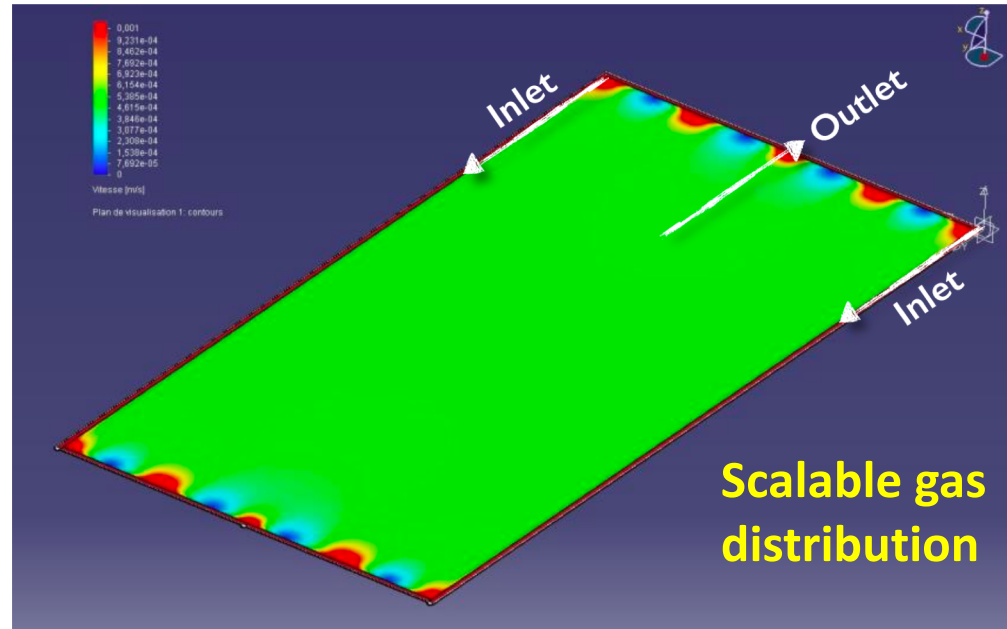 0,001
9,231e-04
8,462e-04
7,692e-04
6,923e-04
6,154e-04
5,385e-04
4,615e-04
3,846e-04
3,077e-04
2,308e-04
1,538e-04
7,692e-05
0
Vitesse [m/s]
Plan de visualisation 1: contours
Inlet
Outlet
Inlet
Scalable gas
distribution
z
x
y
Z